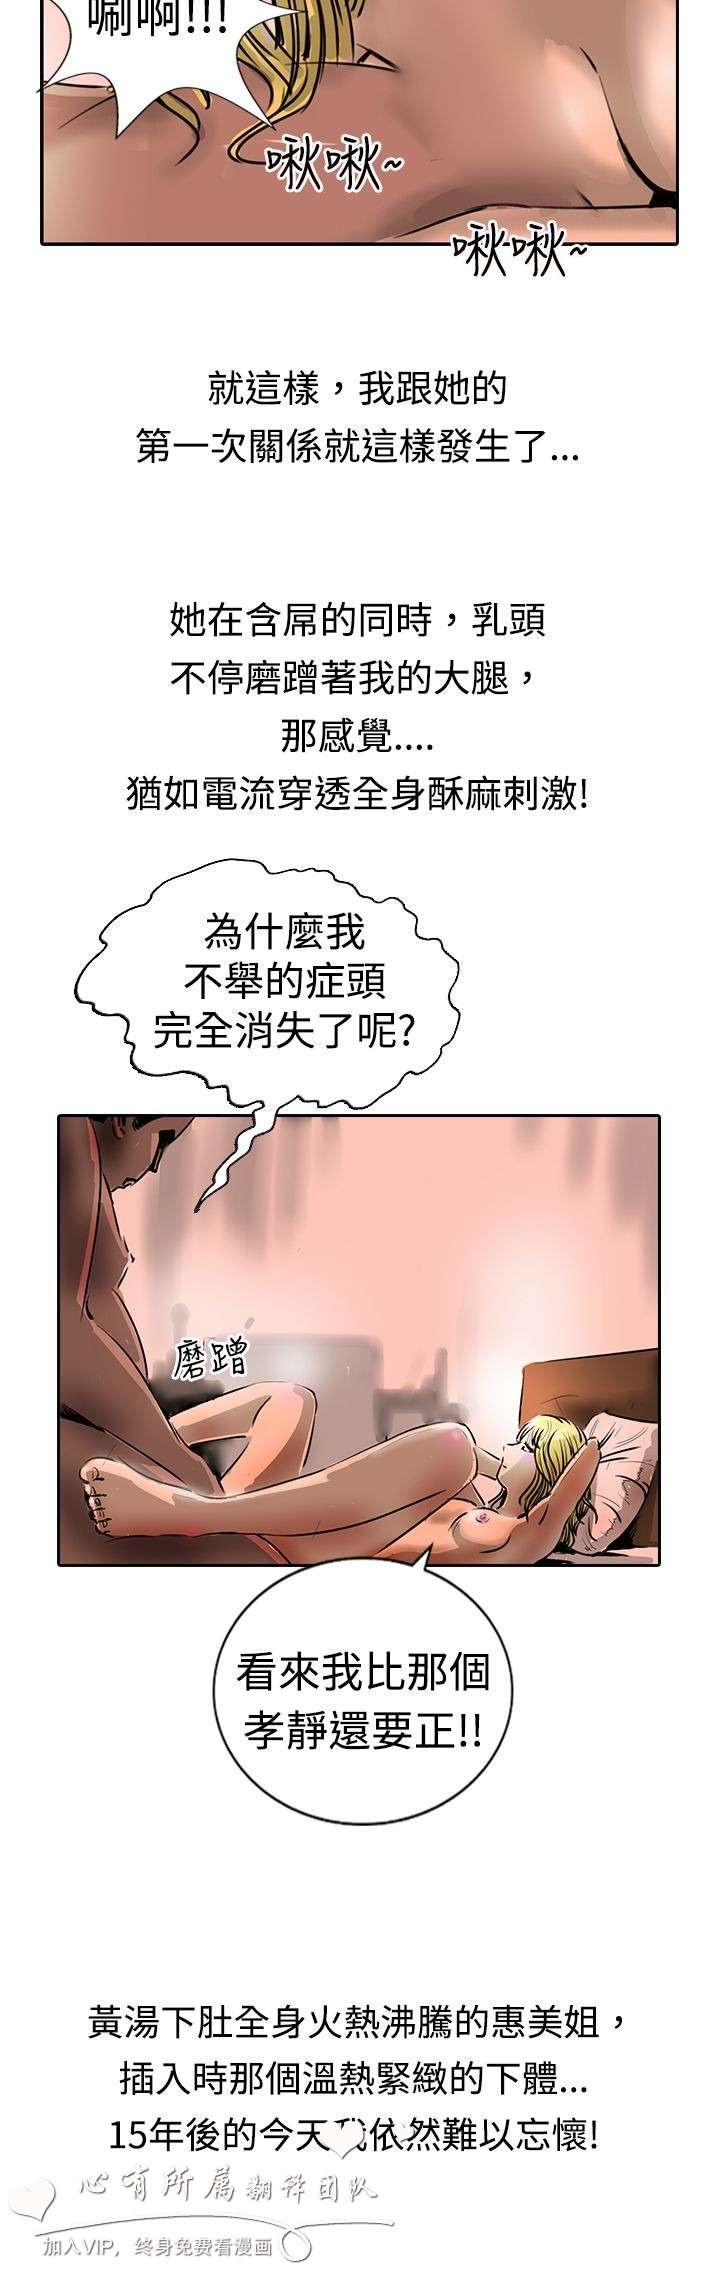 唰啊!!!
啾啾~
啾啾~
就這樣，我跟她的
第一次關係就這樣發生了...
她在含屌的同時，乳頭
不停磨蹭著我的大腿，
那感覺....
猶如電流穿透全身酥麻刺激!
為什麼我
不舉的症頭
完全消失了呢?
磨蹭
看來我比那個
孝靜還要正!!
黃湯下肚全身火熱沸騰的惠美姐，
插入時那個溫熱緊緻的下體...
15年後的今天我依然難以忘懷!
心有所属翻译团队
加入VIP，终身免费看漫画